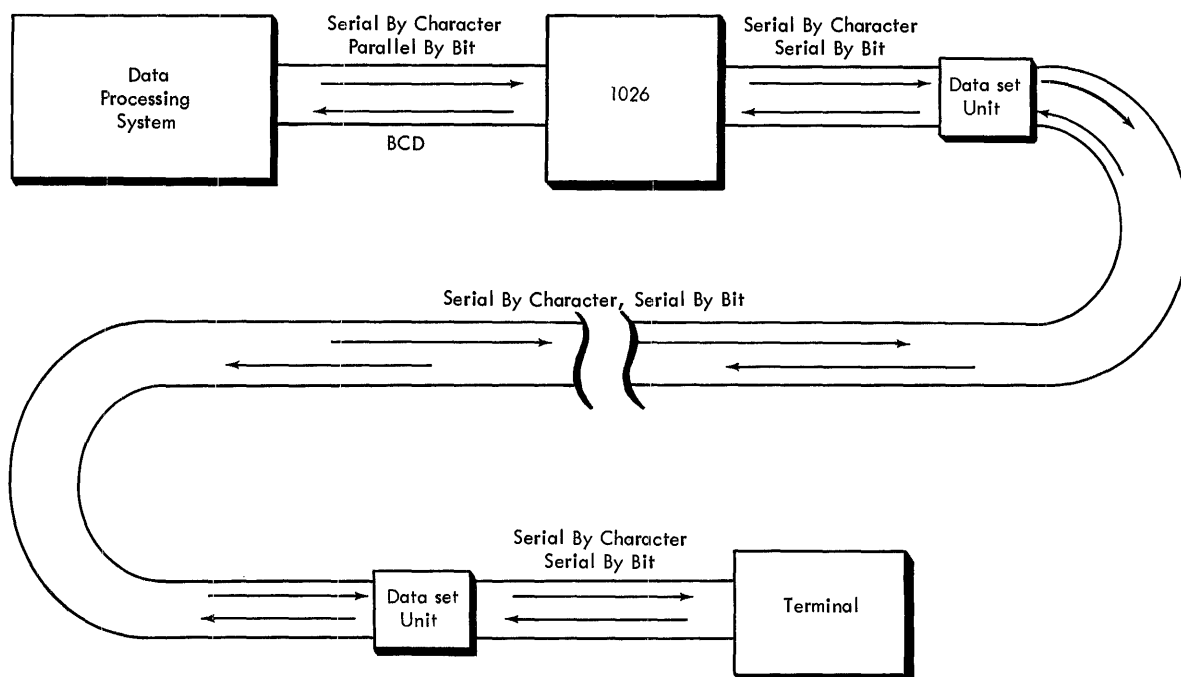 Serial By Character
Parallel By Bit
Serial By Character
Serial By Bit
Data
Processing
System
1026
Data set
Unit
BCD
Serial By Character, Serial By Bit
Serial By Character
Serial By Bit
Data set
Unit
Terminal